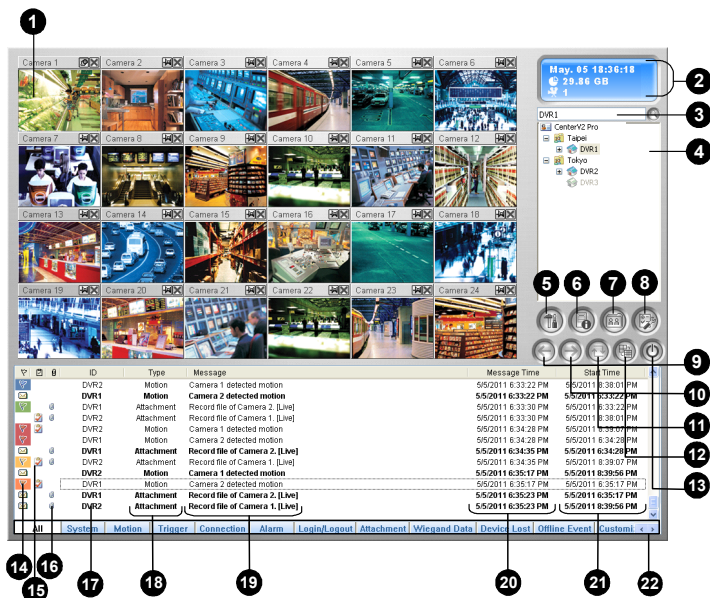 1
Camera 1 Camera 2 Camera 3 Camera 4 Camera 5 Camera 6
May. 05 18:36:18
29.86 GB
1
2
DVR1
3
CenterV2 Pro
Taipei
DVR1
Tokyo
DVR2
DVR3
4
Camera 7 Camera 8 Camera 9 Camera 10 Camera 11 Camera 12
Camera 13 Camera 14 Camera 15 Camera 16 Camera 17 Camera 18
Camera 19 Camera 20 Camera 21 Camera 22 Camera 23 Camera 24
5 6 7 8
9
10
11
12
13
ID Type Message Message Time Start Time
DVR2 Motion Camera 1 detected motion 5/5/2011 6:33:22 PM 5/5/2011 8:38:01 PM
DVR1 Motion Camera 2 detected motion 5/5/2011 6:33:22 PM 5/5/2011 6:33:22 PM
DVR1 Attachment Record file of Camera 2. [Live] 5/5/2011 6:33:30 PM 5/5/2011 6:33:22 PM
DVR2 Attachment Record file of Camera 1. [Live] 5/5/2011 6:33:30 PM 5/5/2011 8:38:01 PM
DVR2 Motion Camera 1 detected motion 5/5/2011 6:34:28 PM 5/5/2011 8:39:07 PM
DVR1 Motion Camera 2 detected motion 5/5/2011 6:34:28 PM 5/5/2011 6:34:28 PM
DVR1 Attachment Record file of Camera 2. [Live] 5/5/2011 6:34:35 PM 5/5/2011 6:34:28 PM
DVR2 Attachment Record file of Camera 1. [Live] 5/5/2011 6:34:35 PM 5/5/2011 8:39:07 PM
DVR2 Motion Camera 1 detected motion 5/5/2011 6:35:17 PM 5/5/2011 8:39:56 PM
DVR1 Motion Camera 2 detected motion 5/5/2011 6:35:17 PM 5/5/2011 6:35:17 PM
DVR1 Attachment Record file of Camera 2. [Live] 5/5/2011 6:35:23 PM 5/5/2011 6:35:17 PM
DVR2 Attachment Record file of Camera 1. [Live] 5/5/2011 6:35:23 PM 5/5/2011 8:39:56 PM
All System Motion Trigger Connection Alarm Login/Logout Attachment Wiegand Data Device Lost Offline Event Customi
14 15 16 17 18 19 20 21 22